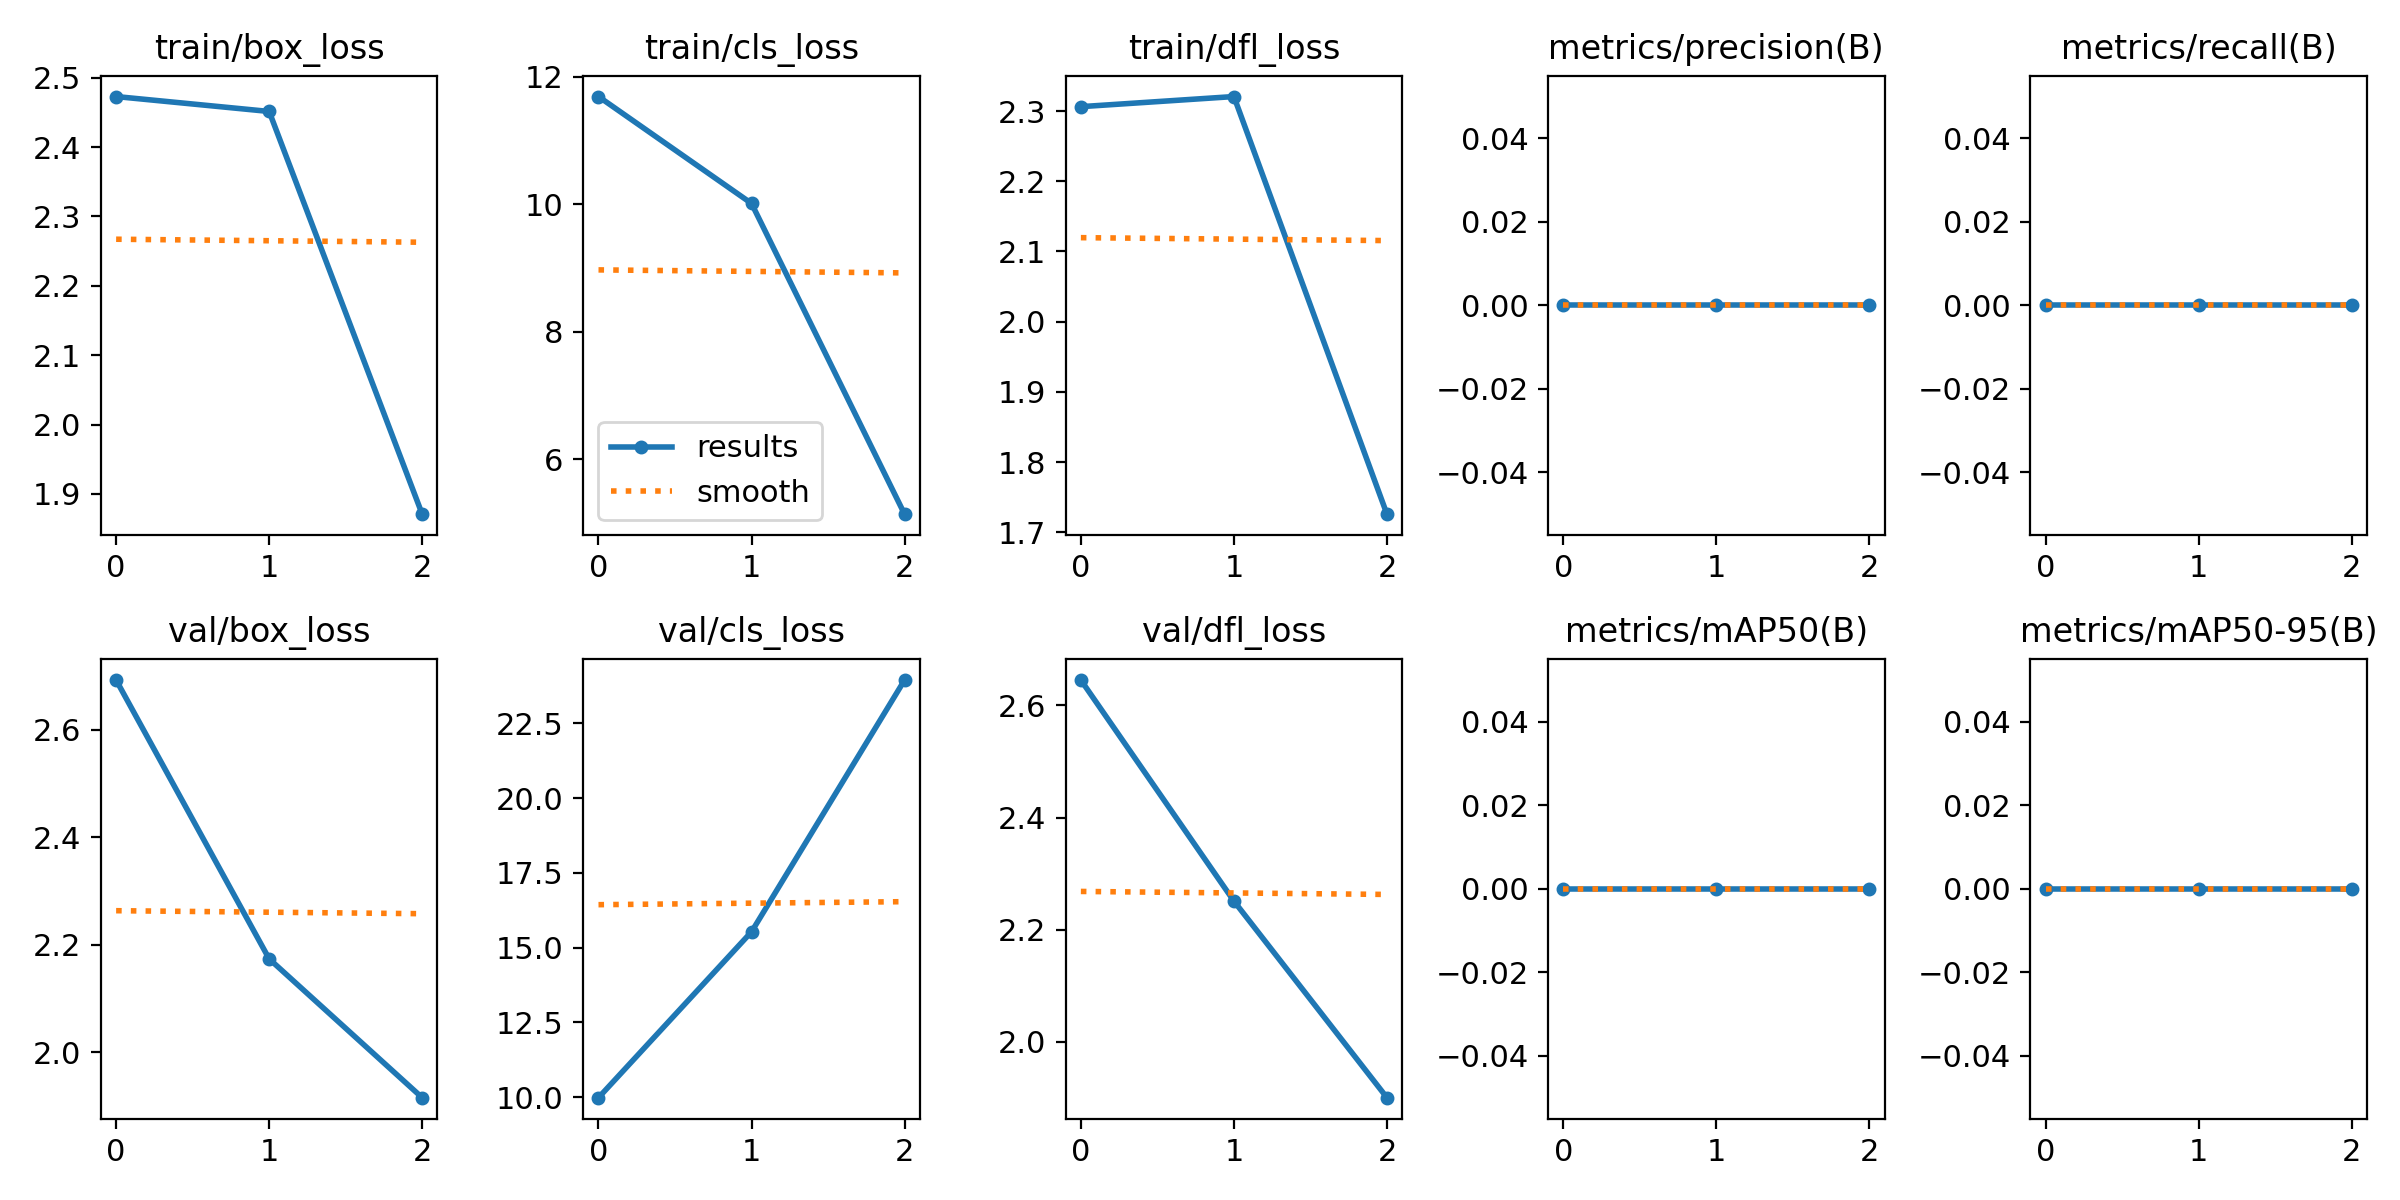 train/box_loss
2.5
2.4
2.3
2.2
2.1
2.0
1.9
0 1 2
train/cls_loss
12
10
8
6
results
smooth
0 1 2
train/dfl_loss
2.3
2.2
2.1
2.0
1.9
1.8
1.7
0 1 2
metrics/precision(B)
0.04
0.02
0.00
−0.02
−0.04
0 1 2
metrics/recall(B)
0.04
0.02
0.00
−0.02
−0.04
0 1 2
val/box_loss
2.6
2.4
2.2
2.0
0 1 2
val/cls_loss
22.5
20.0
17.5
15.0
12.5
10.0
0 1 2
val/dfl_loss
2.6
2.4
2.2
2.0
0 1 2
metrics/mAP50(B)
0.04
0.02
0.00
−0.02
−0.04
0 1 2
metrics/mAP50-95(B)
0.04
0.02
0.00
−0.02
−0.04
0 1 2